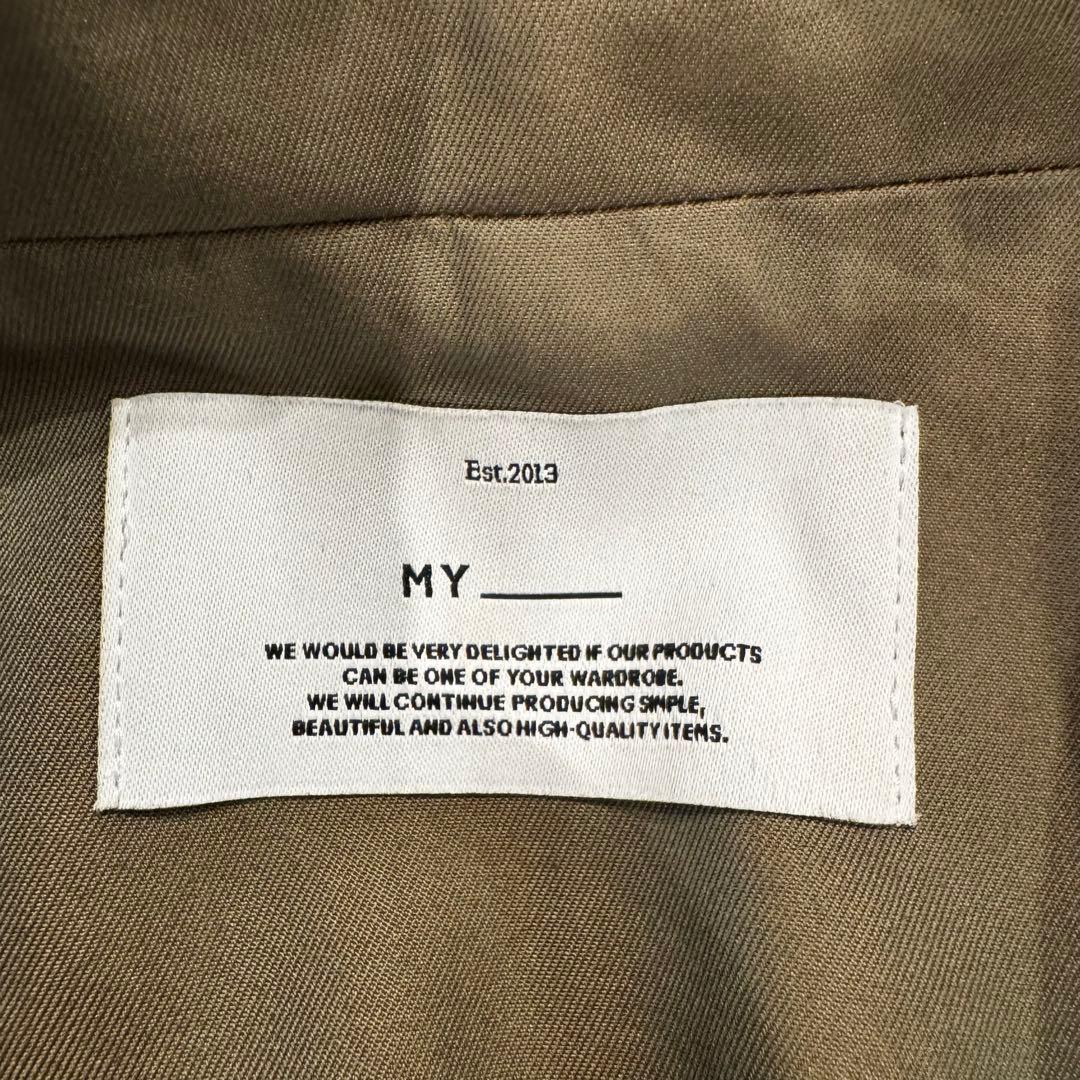 Est.2013
MY_____
WE WOULD BE VERY DELIGHTED IF OUR PRODUCTS
CAN BE ONE OF YOUR WARDROBE.
WE WILL CONTINUE PRODUCING SIMPLE,
BEAUTIFUL AND ALSO HIGH-QUALITY ITEMS.